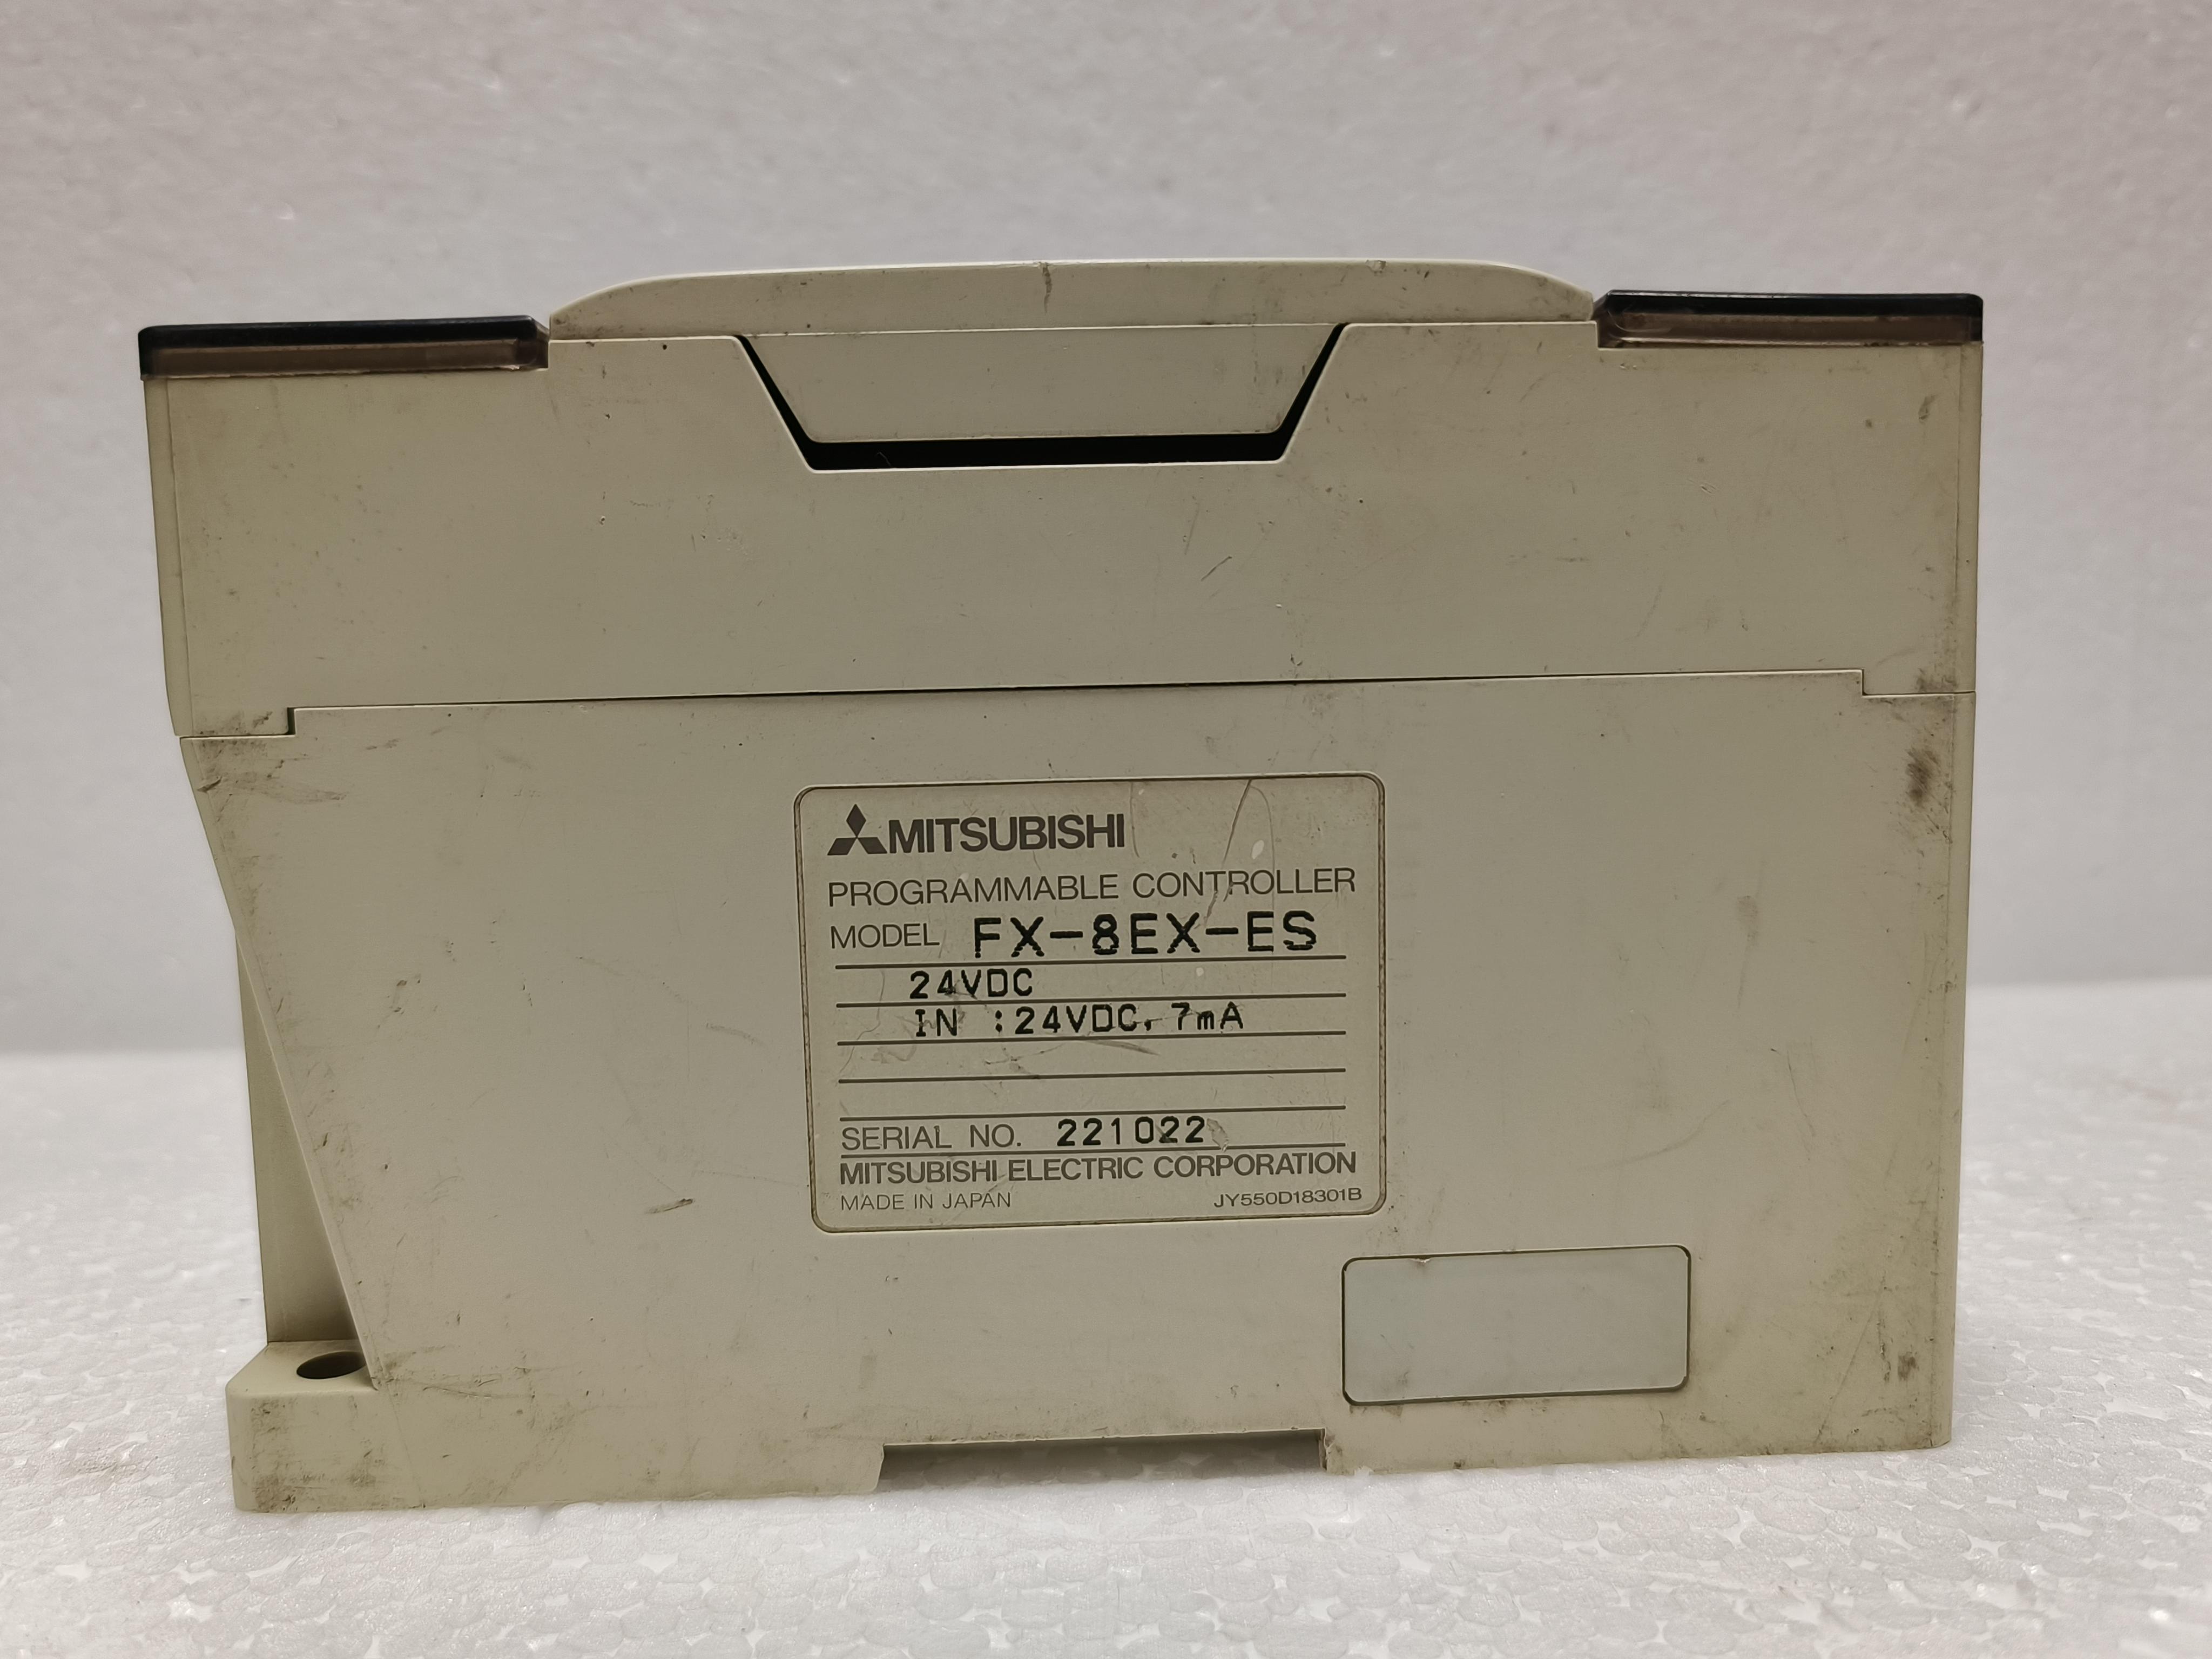 MITSUBISHI
PROGRAMMABLE CONTROLLER
MODEL FX-8EX-ES
24VDC
IN :24VDC, 7mA
SERIAL NO. 221022
MITSUBISHI ELECTRIC CORPORATION
MADE IN JAPAN JY550D18301B